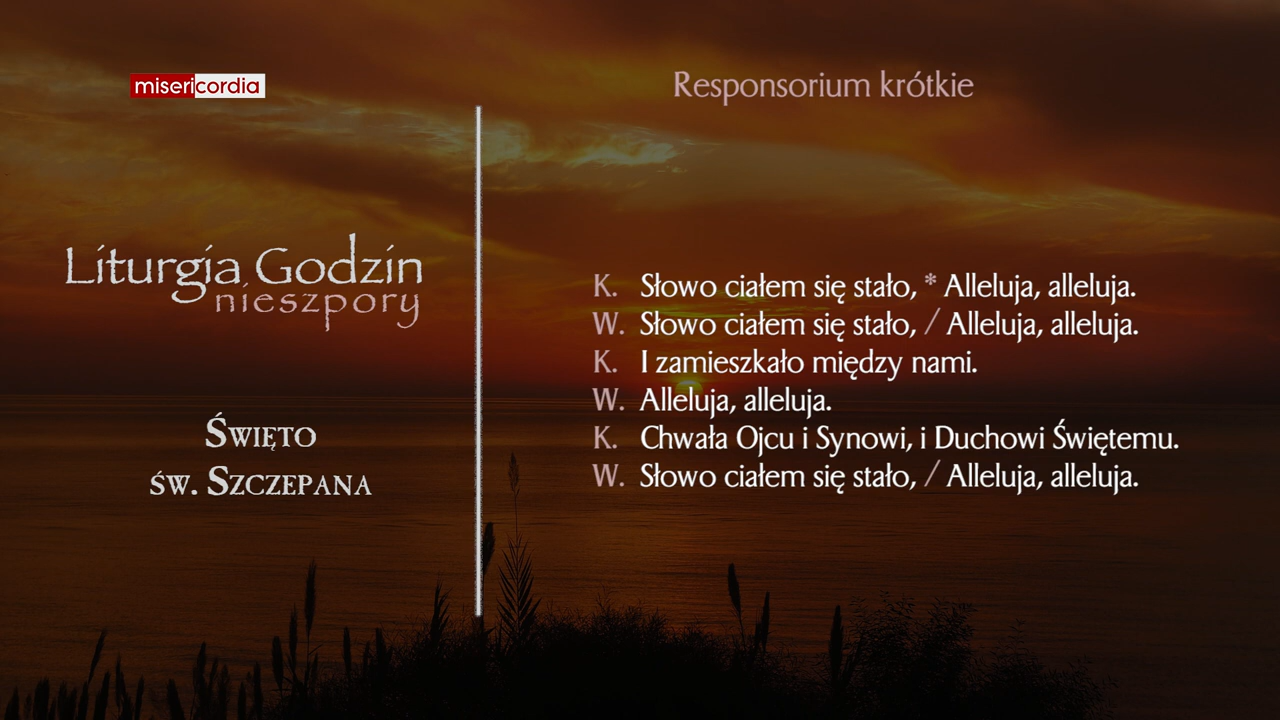 misericordia
Liturgia Godzin
nieszpory
Święto
św. Szczepana
Responsorium krótkie
K. Słowo ciałem się stało, * Alleluja, alleluja.
W. Słowo ciałem się stało, / Alleluja, alleluja.
K. I zamieszkało między nami.
W. Alleluja, alleluja.
K. Chwała Ojcu i Synowi, i Duchowi Świętemu.
W. Słowo ciałem się stało, / Alleluja, alleluja.